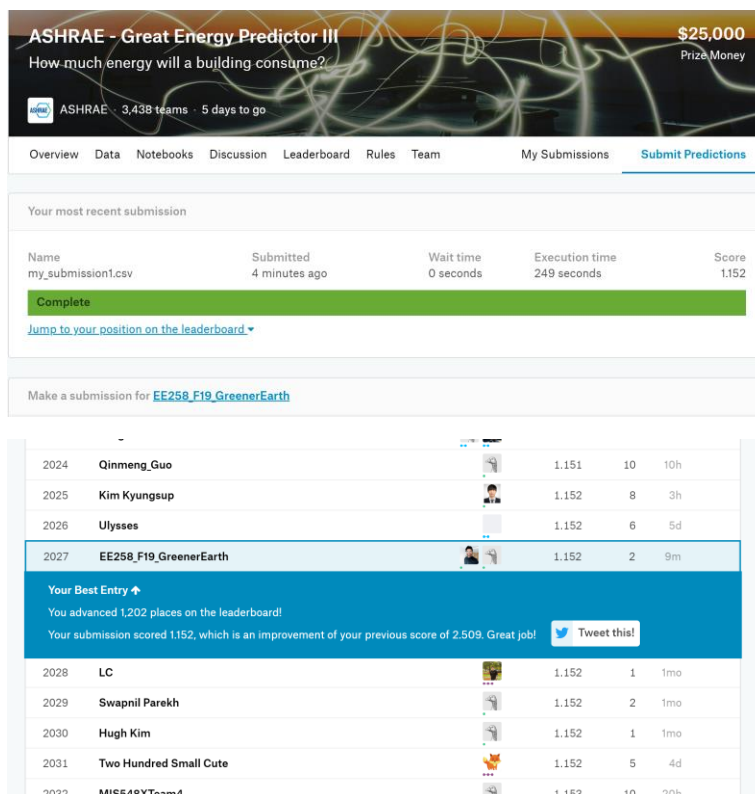 ASHRAE - Great Energy Predictor III
$25,000
How much energy will a building consume?
Prize Money
ASHRAE
ASHRAE · 3,438 teams · 5 days to go
Overview Data Notebooks Discussion Leaderboard Rules Team My Submissions Submit Predictions
Your most recent submission
Name Submitted Wait time Execution time Score
my_submission1.csv 4 minutes ago 0 seconds 249 seconds 1.152
Complete
Jump to your position on the leaderboard
Make a submission for EE258_F19_GreenerEarth
2024 Qinmeng_Guo 1.151 10 10h
2025 Kim Kyungsup 1.152 8 3h
2026 Ulysses 1.152 6 5d
2027 EE258_F19_GreenerEarth 1.152 2 9m
Your Best Entry
You advanced 1,202 places on the leaderboard!
Your submission scored 1.152, which is an improvement of your previous score of 2.509. Great job! Tweet this!
2028 LC 1.152 1 1mo
2029 Swapnil Parekh 1.152 2 1mo
2030 Hugh Kim 1.152 1 1mo
2031 Two Hundred Small Cute 1.152 5 4d
2032 MIS548XTeam4 1.153 10 20h